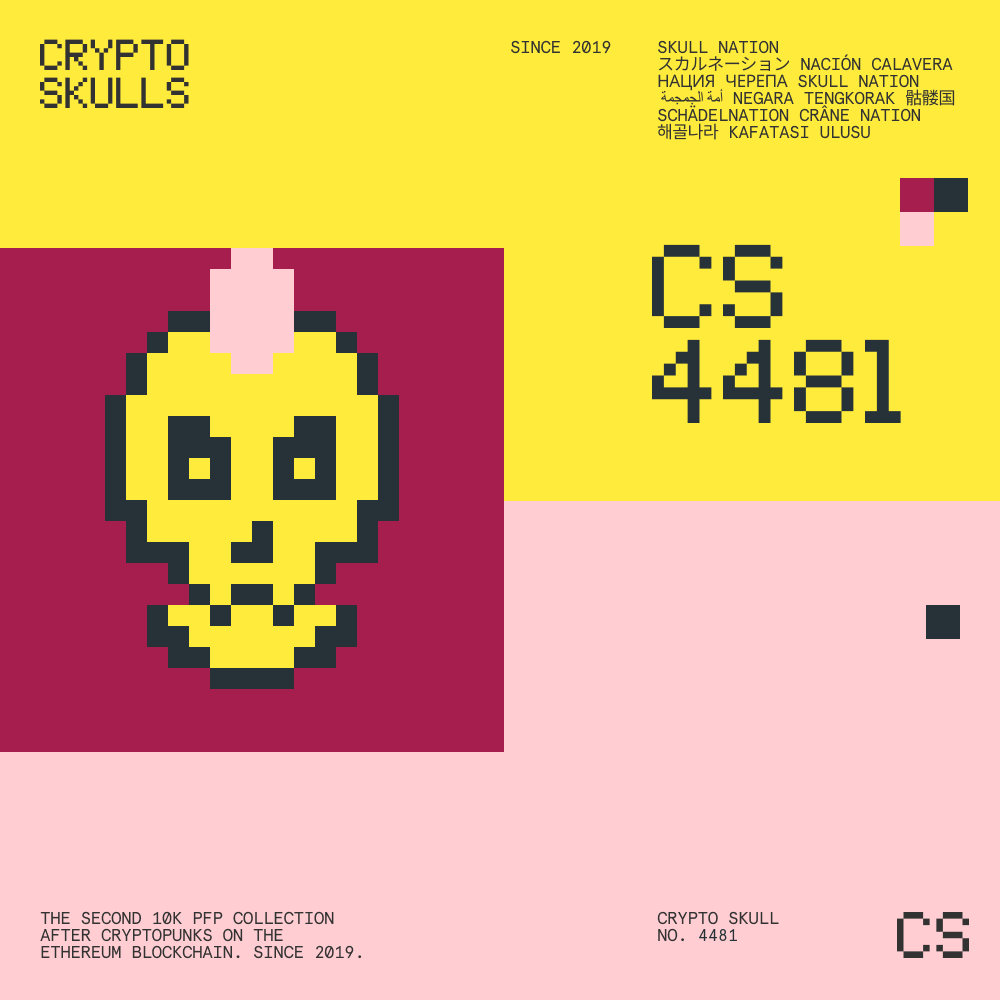 CRYPTO
SKULLS
SINCE 2019
SKULL NATION
スカルネーション NACIÓN CALAVERA
НАЦИЯ ЧЕРЕПА SKULL NATION
أمة الجمجمة NEGARA TENGKORAK 骷髅国
SCHÄDELNATION CRÂNE NATION
해골나라 KAFATASI ULUSU
CS
4481
THE SECOND 10K PFP COLLECTION
AFTER CRYPTOPUNKS ON THE
ETHEREUM BLOCKCHAIN. SINCE 2019.
CRYPTO SKULL
NO. 4481
CS